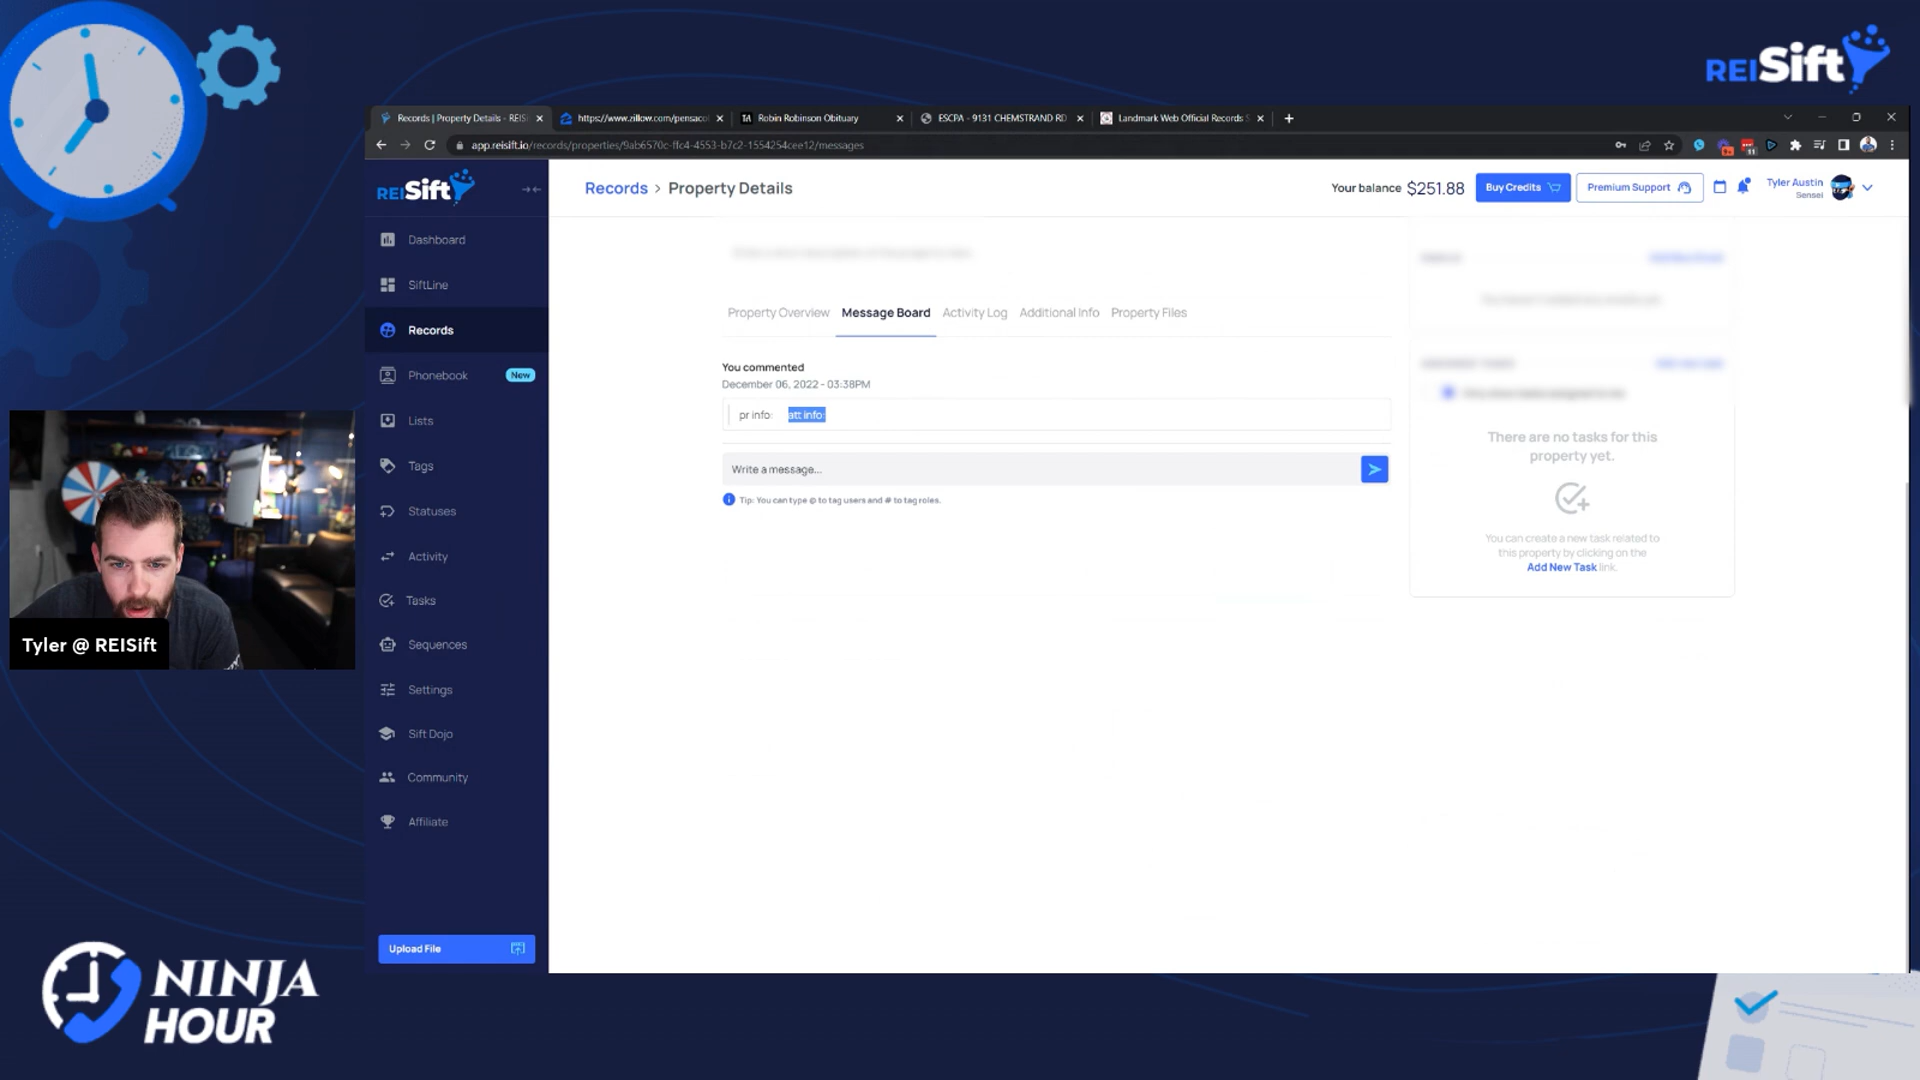 REISift
Records | Property Details - REISi
https://www.zillow.com/pensacol
Robin Robinson Obituary
ESCPA - 9131 CHEMSTRAND RD
Landmark Web Official Records S
app.reisift.io/records/properties/9ab6570c-ffc4-4553-b7c2-1554254cee12/messages
REISift
Records > Property Details
Your balance $251.88
Buy Credits
Premium Support
Tyler Austin
Sensei
Dashboard
SiftLine
Records
Phonebook
New
Lists
Tags
Statuses
Activity
Tasks
Sequences
Settings
Sift Dojo
Community
Affiliate
Upload File
Property Overview
Message Board
Activity Log
Additional Info
Property Files
You commented
December 06, 2022 - 03:38PM
pr info: att info:
Write a message...
Tip: You can type @ to tag users and # to tag roles.
There are no tasks for this
property yet.
You can create a new task related to
this property by clicking on the
Add New Task link.
Tyler @ REISift
NINJA
HOUR